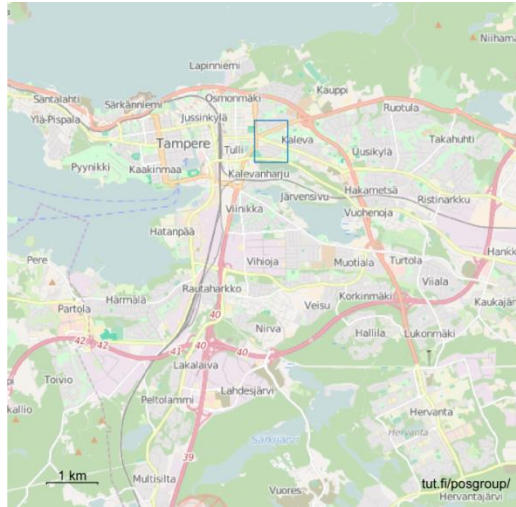 Niihama
Lapinniemi
Kauppi
Santalahti
Särkänniemi
Osmonmäki
Ruotula
Ylä-Pispala
Jussinkylä
Kaleva
Takahuhti
Tampere
Tulli
Uusikylä
Pyynikki
Kaakinmaa
Kalevanharju
Hakametsä
Järvensivu
Ristinarkku
Viinikka
Vuohenoja
Hatanpää
Hankk
Pere
Vihioja
Muotiala
Turtola
Rautaharkko
Viiala
Härmälä
Veisu
Korkinmäki
Kaukajär
Partola
40
Nirva
Hallila
Lukonmäki
42
42
41
40
40
Lakalaiva
Toivio
Lahdesjärvi
kallio
Peltolammi
Hervanta
Hervanta
Särkijärvi
39
1 km
Multisilta
Vuores
tut.fi/posgroup/
Hervantajärvi